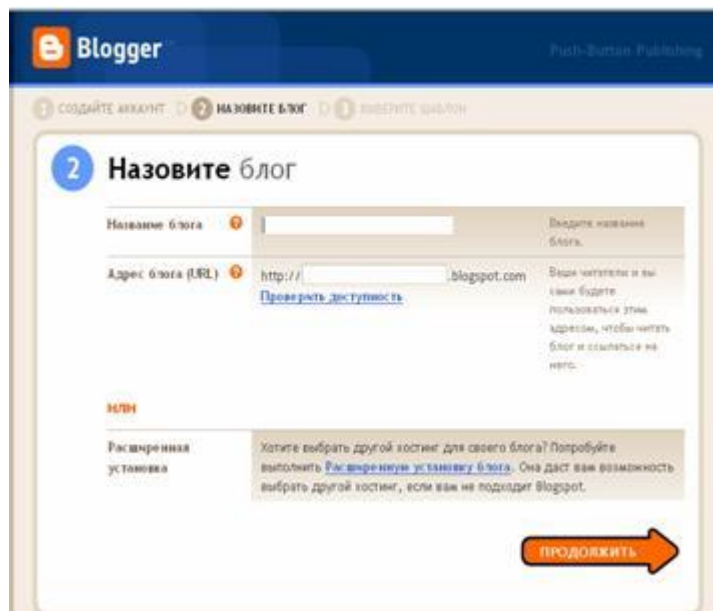 Blogger
Push-Button Publishing
1 СОЗДАЙТЕ АККАУНТ 2 НАЗОВИТЕ БЛОГ 3 ВЫБЕРИТЕ ШАБЛОН
2 Назовите блог
Название блога ? Введите название
блога.
Адрес блога (URL) ? http:// .blogspot.com
Проверить доступность
Ваши читатели и вы
сами будете
пользоваться этим
адресом, чтобы читать
блог и ссылаться на
него.
или
Расширенная
установка
Хотите выбрать другой хостинг для своего блога? Попробуйте
выполнить Расширенную установку блога. Она даст вам возможность
выбрать другой хостинг, если вам не подходит Blogspot.
ПРОДОЛЖИТЬ